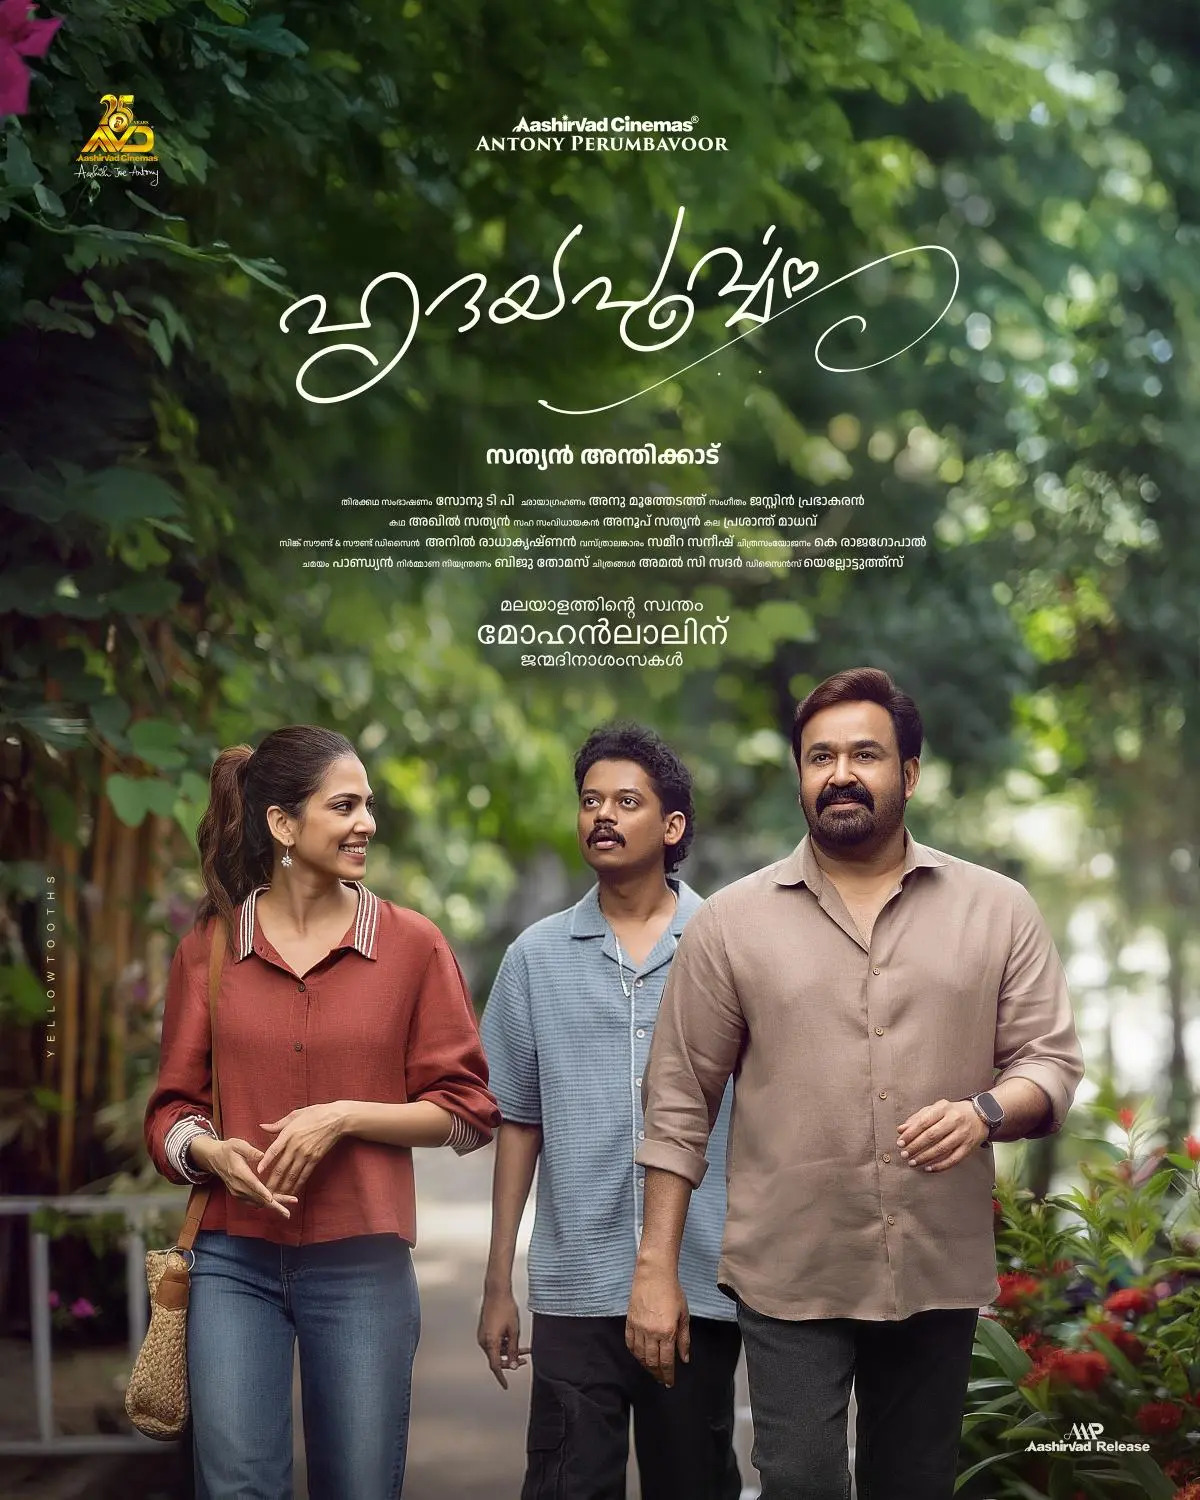 25 YEARS
AVD
Aashirvad Cinemas
Aashish Joe Antony
Aashirvad Cinemas®
ANTONY PERUMBAVOOR
ഹൃദയപൂർവ്വം
സത്യൻ അന്തിക്കാട്
തിരക്കഥ സംഭാഷണം സോനു ടി പി ഛായാഗ്രഹണം അനു മൂത്തേടത്ത് സംഗീതം ജസ്റ്റിൻ പ്രഭാകരൻ
കഥ അഖിൽ സത്യൻ സഹ സംവിധായകൻ അനൂപ് സത്യൻ കല പ്രശാന്ത് മാധവ്
സിങ്ക് സൗണ്ട് & സൗണ്ട് ഡിസൈൻ അനിൽ രാധാകൃഷ്ണൻ വസ്ത്രാലങ്കാരം സമീറ സനീഷ് ചിത്രസംയോജനം കെ രാജഗോപാൽ
ചമയം പാണ്ഡ്യൻ നിർമ്മാണ നിയന്ത്രണം ബിജു തോമസ് ചിത്രങ്ങൾ അമൽ സി സദർ ഡിസൈൻസ് യെല്ലോട്ടൂത്ത്സ്
മലയാളത്തിന്റെ സ്വന്തം
മോഹൻലാലിന്
ജന്മദിനാശംസകൾ
YELLOWTOOTHS
Aashirvad Release